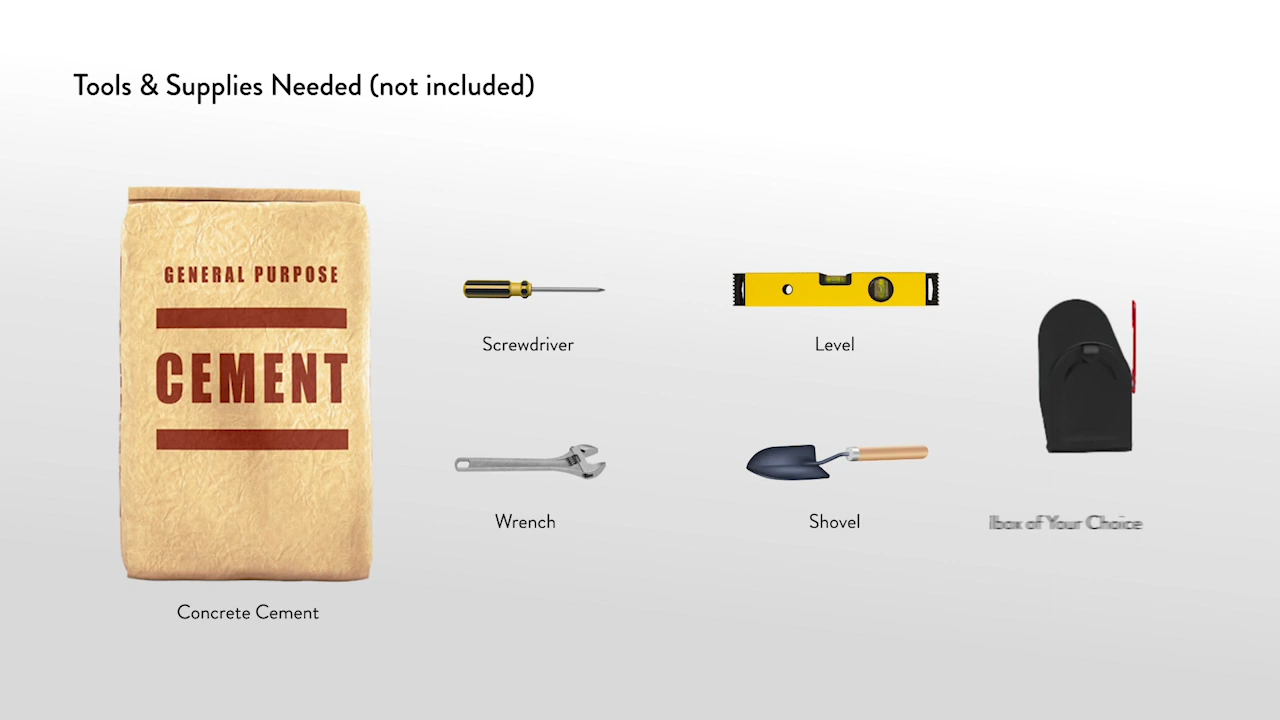 Tools & Supplies Needed (not included)
GENERAL PURPOSE
CEMENT
Concrete Cement
Screwdriver
Level
Wrench
Shovel
of Your Choice